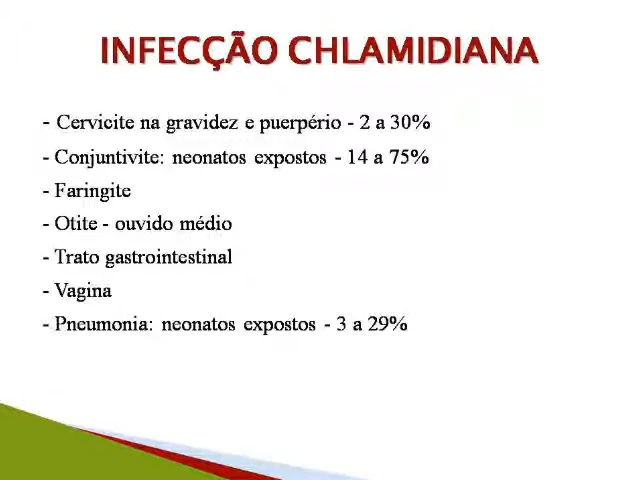 INFECÇÃO CHLAMIDIANA
- Cervicite na gravidez e puerpério - 2 a 30%
- Conjuntivite: neonatos expostos - 14 a 75%
- Faringite
- Otite - ouvido médio
- Trato gastrointestinal
- Vagina
- Pneumonia: neonatos expostos - 3 a 29%